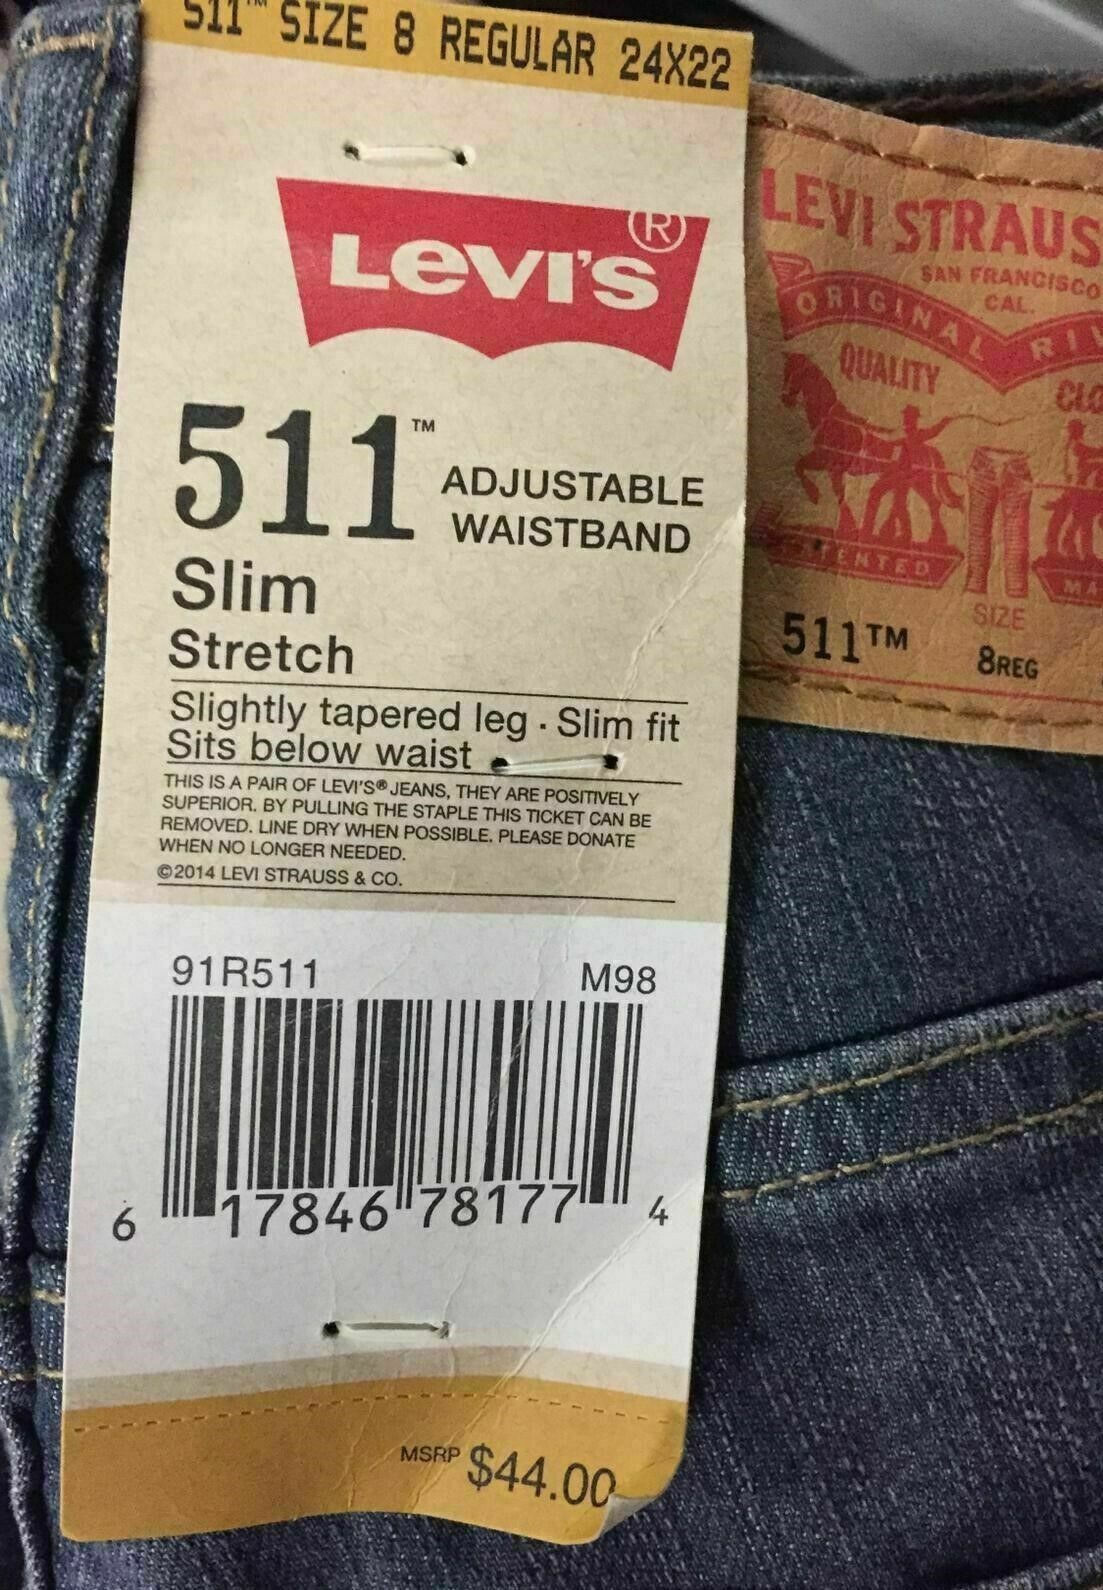 511™ SIZE 8 REGULAR 24X22
LEVI'S®
511™
ADJUSTABLE
WAISTBAND
Slim
Stretch
Slightly tapered leg · Slim fit
Sits below waist
THIS IS A PAIR OF LEVI'S® JEANS, THEY ARE POSITIVELY
SUPERIOR. BY PULLING THE STAPLE THIS TICKET CAN BE
REMOVED. LINE DRY WHEN POSSIBLE. PLEASE DONATE
WHEN NO LONGER NEEDED.
©2014 LEVI STRAUSS & CO.
91R511 M98
6 17846 78177 4
MSRP $44.00
LEVI STRAUS
SAN FRANCISCO
CAL.
ORIGINAL RIV
QUALITY CLO
MA
SIZE
511™ 8REG